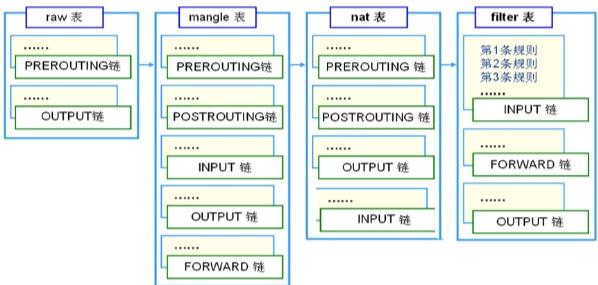 raw 表
......
PREROUTING链
......
OUTPUT链
mangle 表
......
PREROUTING链
......
POSTROUTING链
......
INPUT 链
......
OUTPUT 链
......
FORWARD 链
nat 表
......
PREROUTING 链
......
POSTROUTING 链
......
OUTPUT 链
......
INPUT 链
filter 表
第1条规则
第2条规则
第3条规则
......
INPUT 链
......
FORWARD 链
......
OUTPUT 链